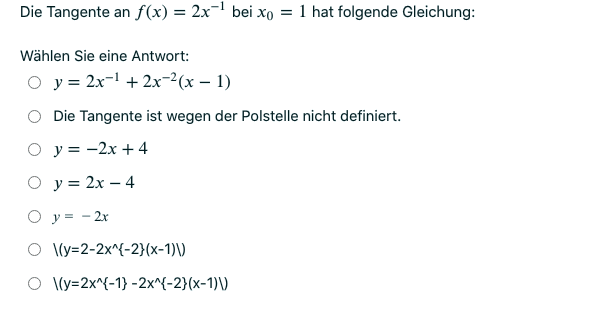 Die Tangente an f(x) = 2x⁻¹ bei x₀ = 1 hat folgende Gleichung:
Wählen Sie eine Antwort:
y = 2x⁻¹ + 2x⁻²(x − 1)
Die Tangente ist wegen der Polstelle nicht definiert.
y = −2x + 4
y = 2x − 4
y = − 2x
\(y=2-2x^{-2}(x-1)\)
\(y=2x^{-1} -2x^{-2}(x-1)\)